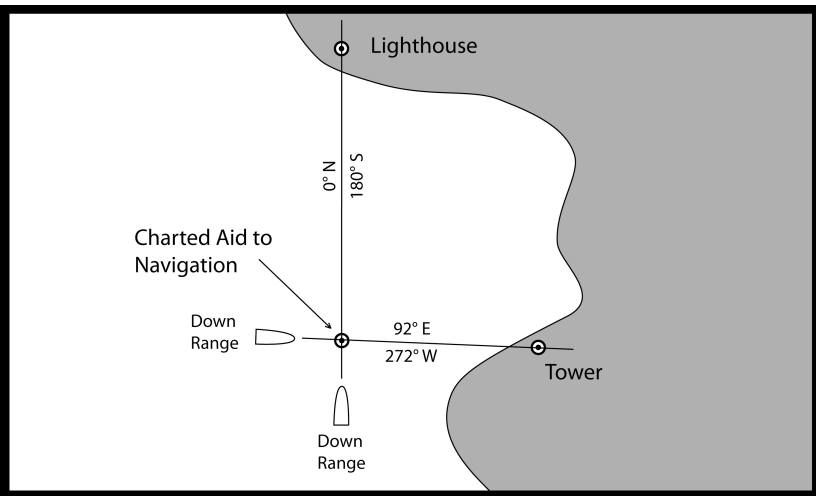 Lighthouse
0° N
180° S
Charted Aid to
Navigation
Down
Range
92° E
272° W
Tower
Down
Range